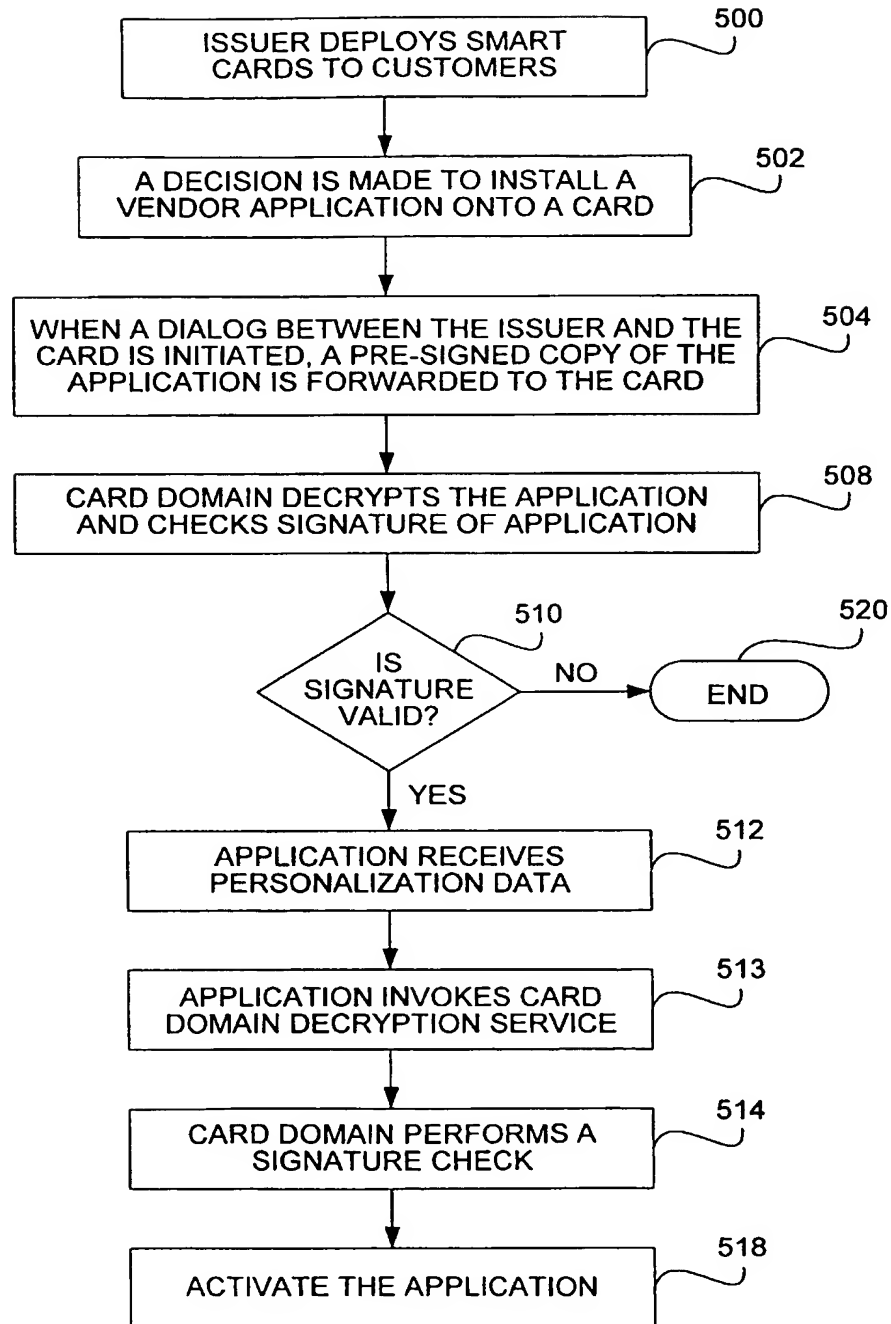 500
ISSUER DEPLOYS SMART
CARDS TO CUSTOMERS
502
A DECISION IS MADE TO INSTALL A
VENDOR APPLICATION ONTO A CARD
504
WHEN A DIALOG BETWEEN THE ISSUER AND THE
CARD IS INITIATED, A PRE-SIGNED COPY OF THE
APPLICATION IS FORWARDED TO THE CARD
508
CARD DOMAIN DECRYPTS THE APPLICATION
AND CHECKS SIGNATURE OF APPLICATION
510
IS
SIGNATURE
VALID?
NO
520
END
YES
512
APPLICATION RECEIVES
PERSONALIZATION DATA
513
APPLICATION INVOKES CARD
DOMAIN DECRYPTION SERVICE
514
CARD DOMAIN PERFORMS A
SIGNATURE CHECK
518
ACTIVATE THE APPLICATION